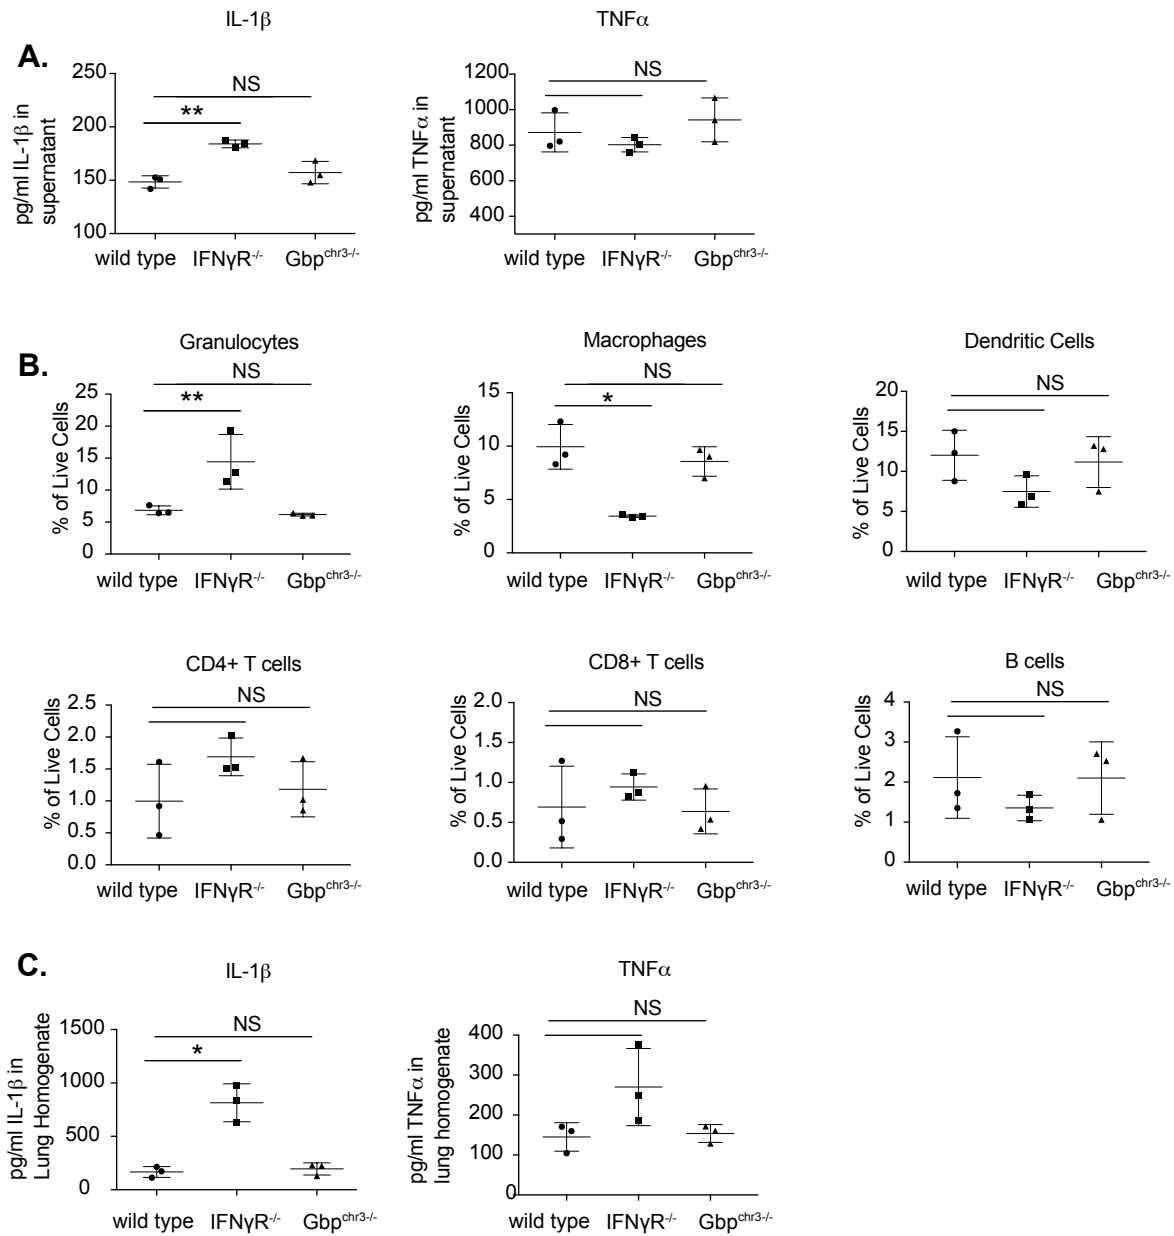 IL-1β
TNFα
A.
pg/ml IL-1β in
supernatant
250
200
150
100
NS
**
wild type IFNγR-/- Gbpchr3-/-
pg/ml TNFα in
supernatant
1200
1000
800
600
400
NS
wild type IFNγR-/- Gbpchr3-/-
B.
Granulocytes
% of Live Cells
25
20
15
10
5
0
NS
**
wild type IFNγR-/- Gbpchr3-/-
Macrophages
% of Live Cells
15
10
5
0
NS
*
wild type IFNγR-/- Gbpchr3-/-
Dendritic Cells
% of Live Cells
20
15
10
5
0
NS
wild type IFNγR-/- Gbpchr3-/-
CD4+ T cells
% of Live Cells
2.5
2.0
1.5
1.0
0.5
0.0
NS
wild type IFNγR-/- Gbpchr3-/-
CD8+ T cells
% of Live Cells
2.0
1.5
1.0
0.5
0.0
NS
wild type IFNγR-/- Gbpchr3-/-
B cells
% of Live Cells
4
3
2
1
0
NS
wild type IFNγR-/- Gbpchr3-/-
C.
IL-1β
pg/ml IL-1β in
Lung Homogenate
1500
1000
500
0
NS
*
wild type IFNγR-/- Gbpchr3-/-
TNFα
pg/ml TNFα in
lung homogenate
400
300
200
100
0
NS
wild type IFNγR-/- Gbpchr3-/-